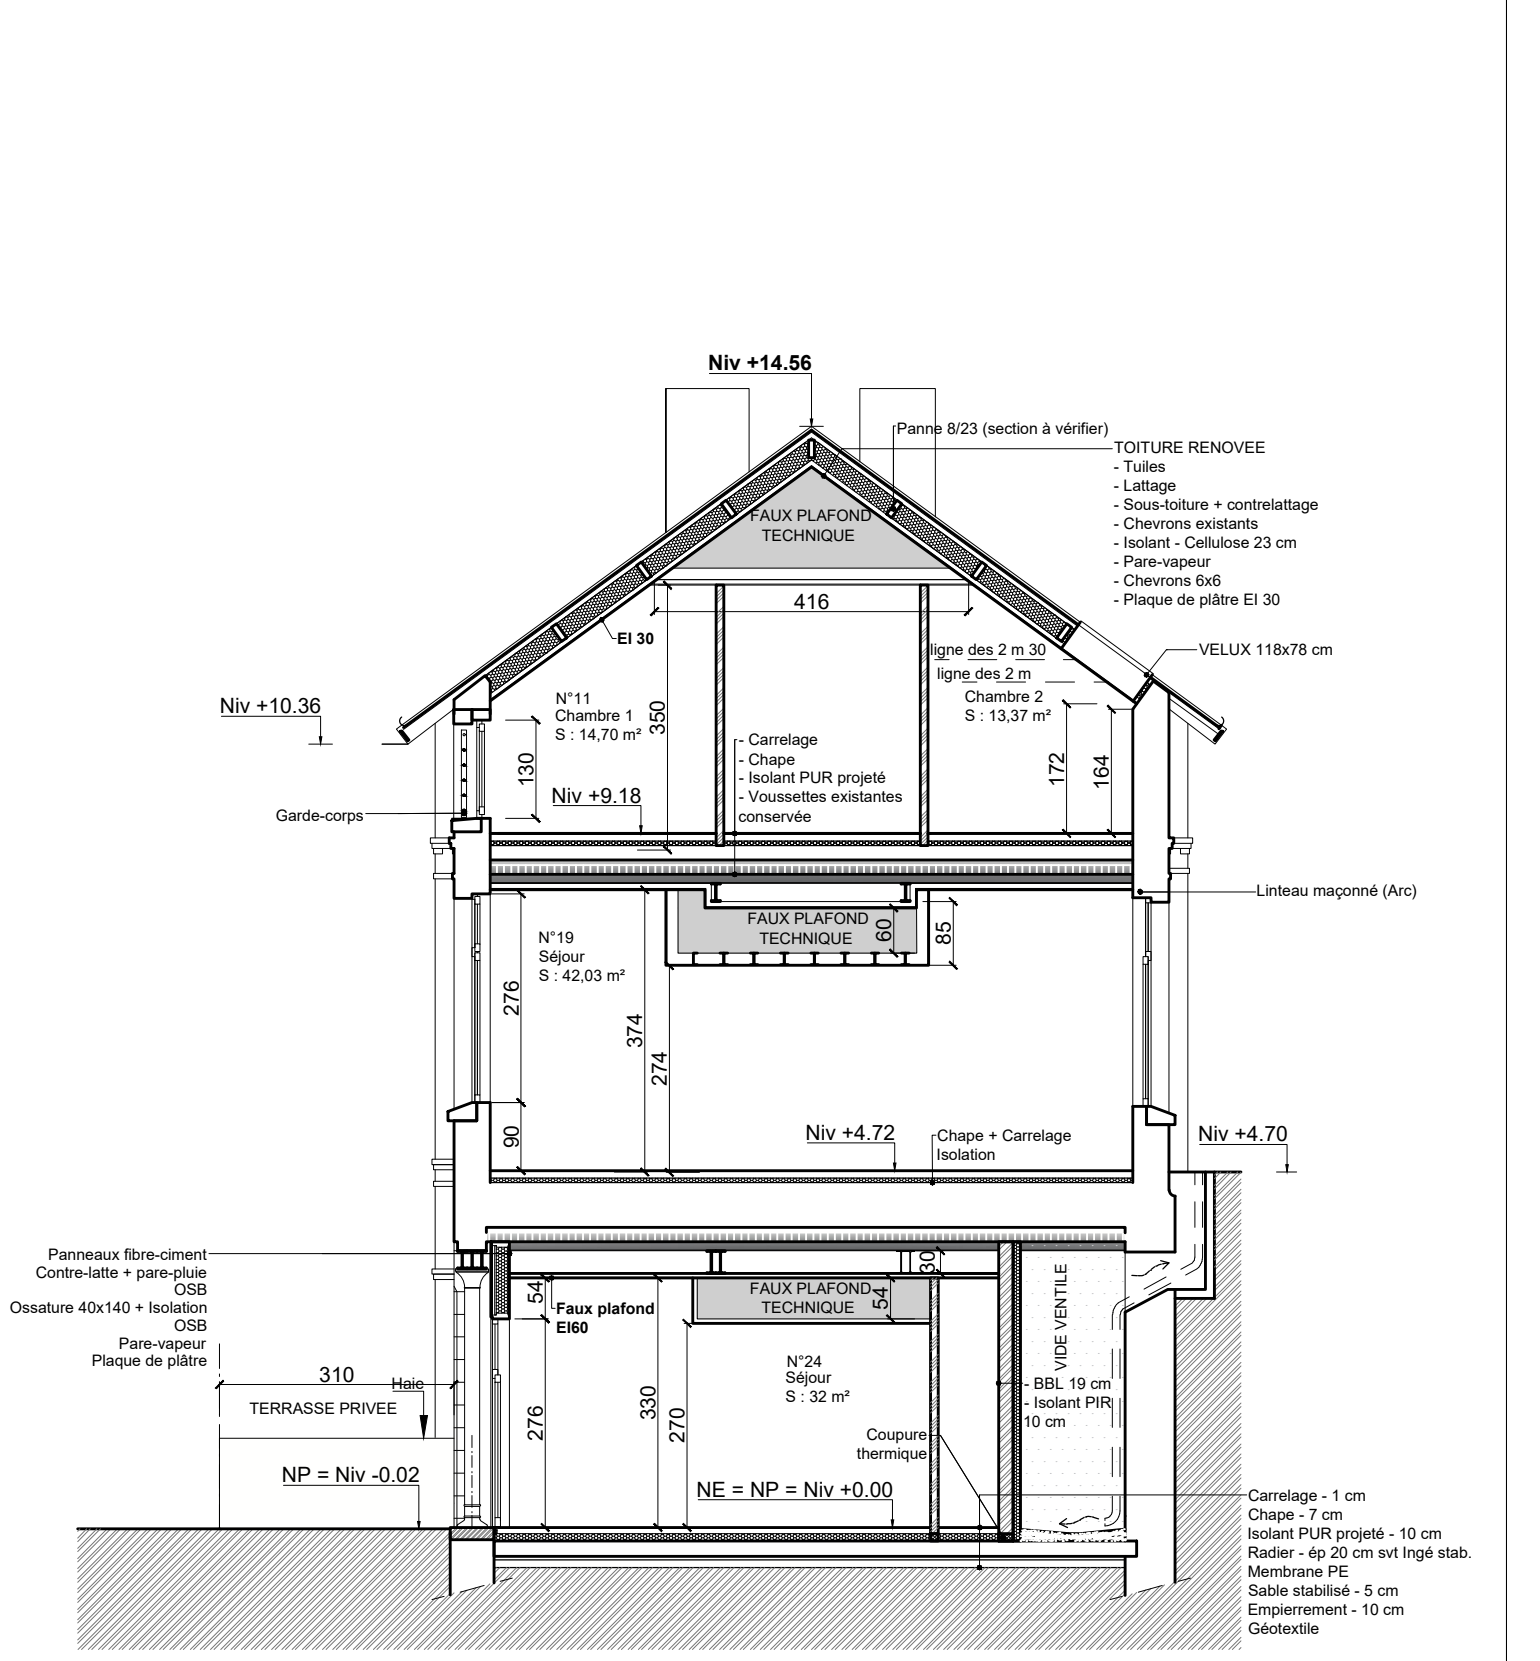 Niv +14.56
Panne 8/23 (section à vérifier)
TOITURE RENOVEE
- Tuiles
- Lattage
- Sous-toiture + contrelattage
- Chevrons existants
- Isolant - Cellulose 23 cm
- Pare-vapeur
- Chevrons 6x6
- Plaque de plâtre EI 30
FAUX PLAFOND
TECHNIQUE
416
EI 30
ligne des 2 m 30
ligne des 2 m
VELUX 118x78 cm
Niv +10.36
N°11
Chambre 1
S : 14,70 m²
350
Chambre 2
S : 13,37 m²
130
172
164
- Carrelage
- Chape
- Isolant PUR projeté
- Voussettes existantes
conservée
Niv +9.18
Garde-corps
Linteau maçonné (Arc)
FAUX PLAFOND
TECHNIQUE
60
85
N°19
Séjour
S : 42,03 m²
276
374
274
90
Niv +4.72
Chape + Carrelage
Isolation
Niv +4.70
Panneaux fibre-ciment
Contre-latte + pare-pluie
OSB
Ossature 40x140 + Isolation
OSB
Pare-vapeur
Plaque de plâtre
30
54
Faux plafond
EI60
FAUX PLAFOND
TECHNIQUE
54
VIDE VENTILE
310
Haie
TERRASSE PRIVEE
N°24
Séjour
S : 32 m²
- BBL 19 cm
- Isolant PIR
10 cm
276
330
270
Coupure
thermique
NP = Niv -0.02
NE = NP = Niv +0.00
Carrelage - 1 cm
Chape - 7 cm
Isolant PUR projeté - 10 cm
Radier - ép 20 cm svt Ingé stab.
Membrane PE
Sable stabilisé - 5 cm
Empierrement - 10 cm
Géotextile